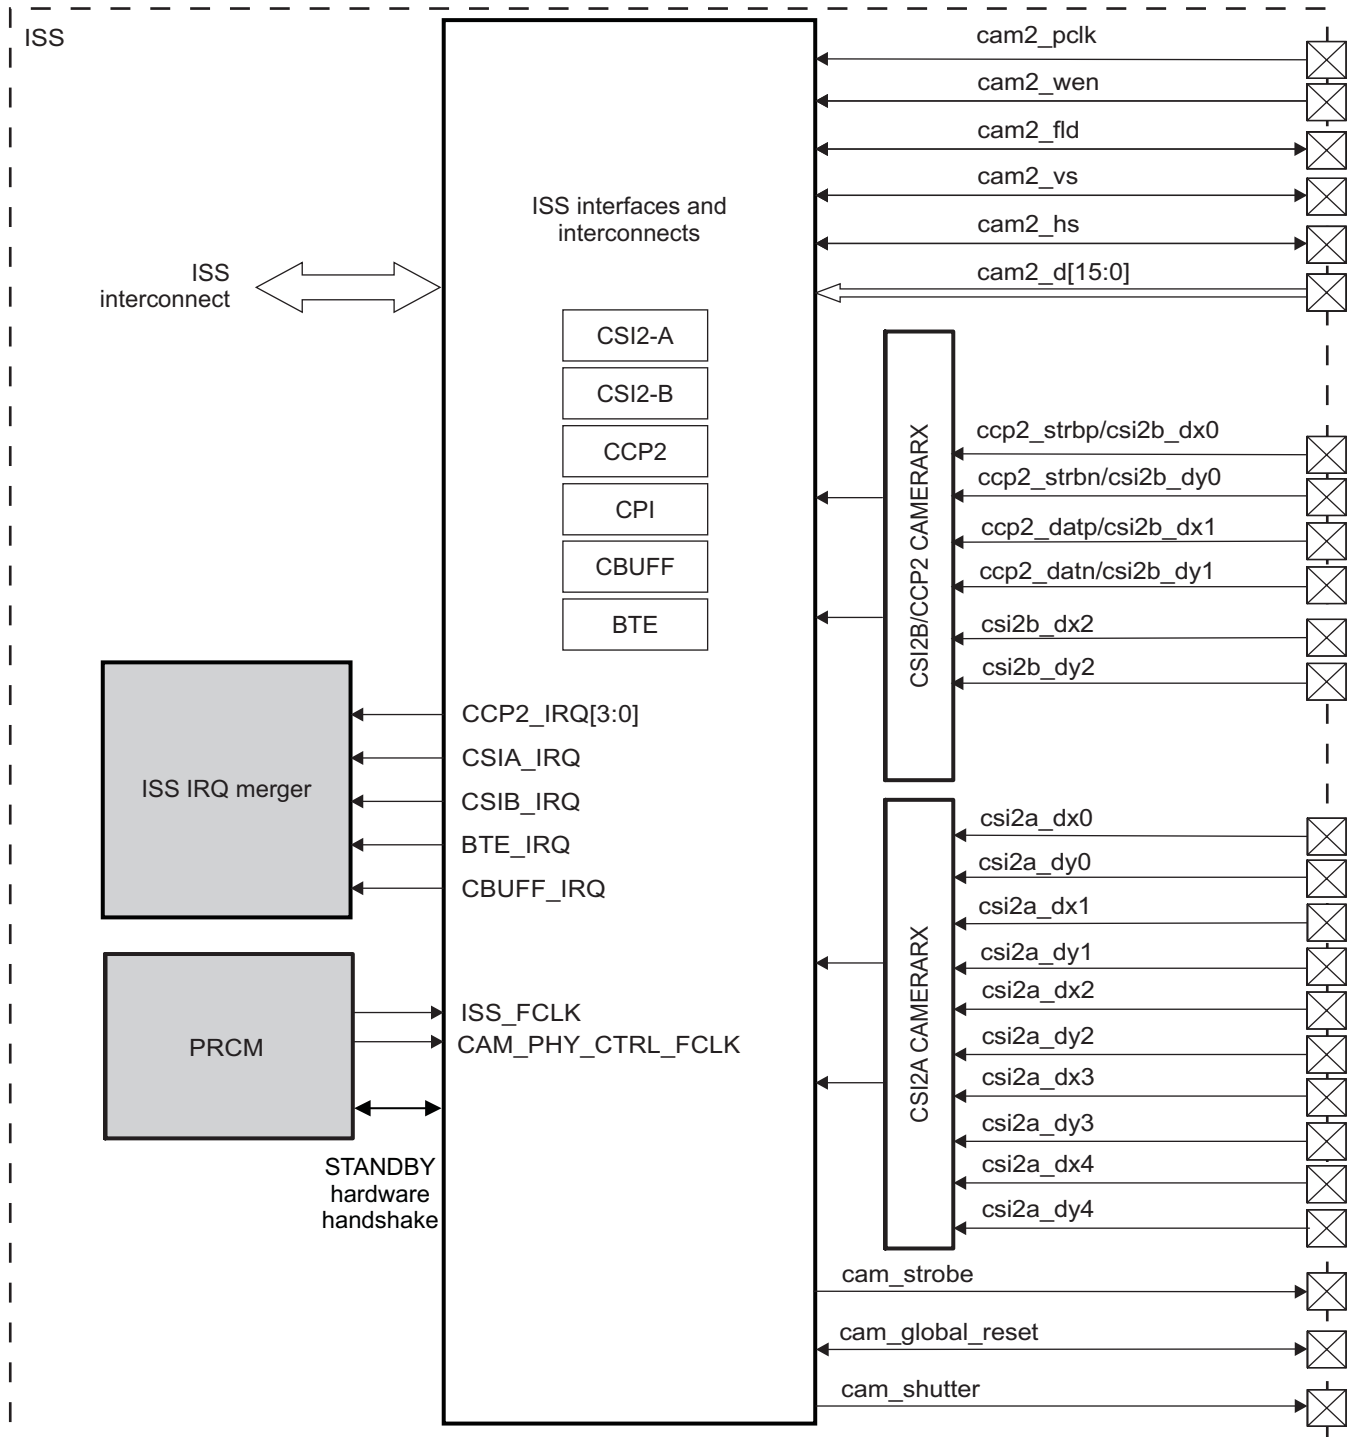 ISS
cam2_pclk
cam2_wen
cam2_fld
cam2_vs
cam2_hs
cam2_d[15:0]
ISS interfaces and
interconnects
ISS
interconnect
CSI2-A
CSI2-B
CCP2
CPI
CBUFF
BTE
CSI2B/CCP2 CAMERARX
ccp2_strbp/csi2b_dx0
ccp2_strbn/csi2b_dy0
ccp2_datp/csi2b_dx1
ccp2_datn/csi2b_dy1
csi2b_dx2
csi2b_dy2
ISS IRQ merger
CCP2_IRQ[3:0]
CSIA_IRQ
CSIB_IRQ
BTE_IRQ
CBUFF_IRQ
PRCM
ISS_FCLK
CAM_PHY_CTRL_FCLK
STANDBY
hardware
handshake
CSI2A CAMERARX
csi2a_dx0
csi2a_dy0
csi2a_dx1
csi2a_dy1
csi2a_dx2
csi2a_dy2
csi2a_dx3
csi2a_dy3
csi2a_dx4
csi2a_dy4
cam_strobe
cam_global_reset
cam_shutter